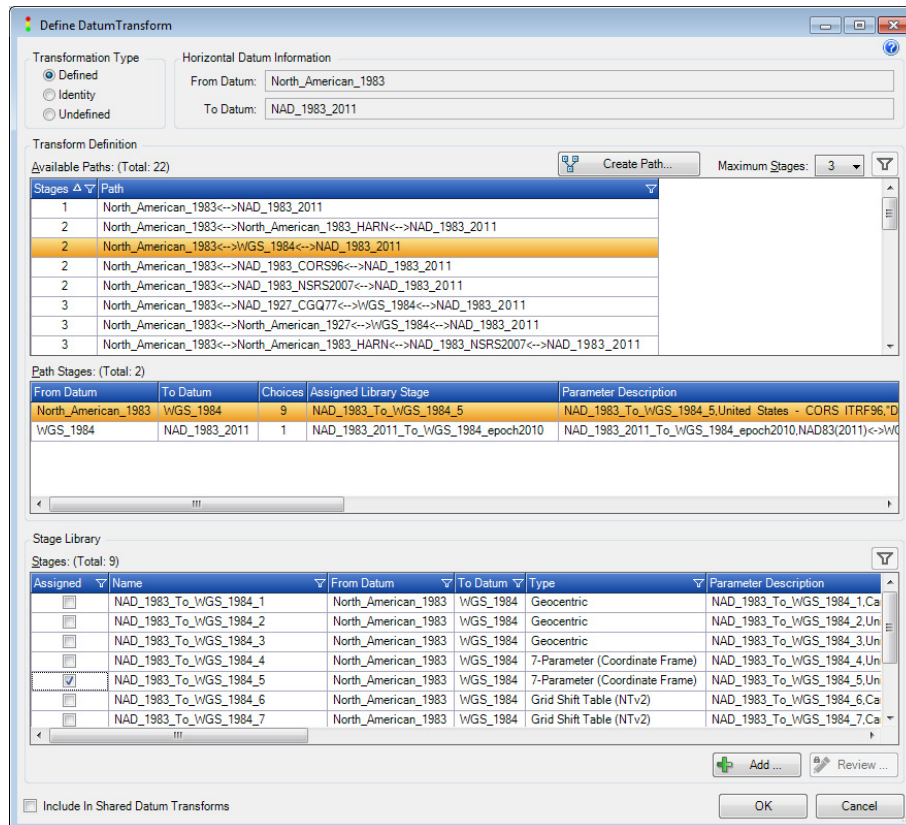 Define DatumTransform
Transformation Type
Defined
Identity
Undefined
Horizontal Datum Information
From Datum: North_American_1983
To Datum: NAD_1983_2011
Transform Definition
Available Paths: (Total: 22)
Create Path...
Maximum Stages: 3
Stages Path
1 North_American_1983<-->NAD_1983_2011
2 North_American_1983<-->North_American_1983_HARN<-->NAD_1983_2011
2 North_American_1983<-->WGS_1984<-->NAD_1983_2011
2 North_American_1983<-->NAD_1983_CORS96<-->NAD_1983_2011
2 North_American_1983<-->NAD_1983_NSRS2007<-->NAD_1983_2011
3 North_American_1983<-->NAD_1927_CGQ77<-->WGS_1984<-->NAD_1983_2011
3 North_American_1983<-->North_American_1927<-->WGS_1984<-->NAD_1983_2011
3 North_American_1983<-->North_American_1983_HARN<-->NAD_1983_NSRS2007<-->NAD_1983_2011
Path Stages: (Total: 2)
From Datum To Datum Choices Assigned Library Stage Parameter Description
North_American_1983 WGS_1984 9 NAD_1983_To_WGS_1984_5 NAD_1983_To_WGS_1984_5,United States - CORS ITRF96,"D
WGS_1984 NAD_1983_2011 1 NAD_1983_2011_To_WGS_1984_epoch2010 NAD_1983_2011_To_WGS_1984_epoch2010,NAD83(2011)<->WG
Stage Library
Stages: (Total: 9)
Assigned Name From Datum To Datum Type Parameter Description
NAD_1983_To_WGS_1984_1 North_American_1983 WGS_1984 Geocentric NAD_1983_To_WGS_1984_1,Ca
NAD_1983_To_WGS_1984_2 North_American_1983 WGS_1984 Geocentric NAD_1983_To_WGS_1984_2,Uni
NAD_1983_To_WGS_1984_3 North_American_1983 WGS_1984 Geocentric NAD_1983_To_WGS_1984_3,Uni
NAD_1983_To_WGS_1984_4 North_American_1983 WGS_1984 7-Parameter (Coordinate Frame) NAD_1983_To_WGS_1984_4,Uni
NAD_1983_To_WGS_1984_5 North_American_1983 WGS_1984 7-Parameter (Coordinate Frame) NAD_1983_To_WGS_1984_5,Uni
NAD_1983_To_WGS_1984_6 North_American_1983 WGS_1984 Grid Shift Table (NTv2) NAD_1983_To_WGS_1984_6,Ca
NAD_1983_To_WGS_1984_7 North_American_1983 WGS_1984 Grid Shift Table (NTv2) NAD_1983_To_WGS_1984_7,Ca
Add ...
Review ...
Include In Shared Datum Transforms
OK
Cancel